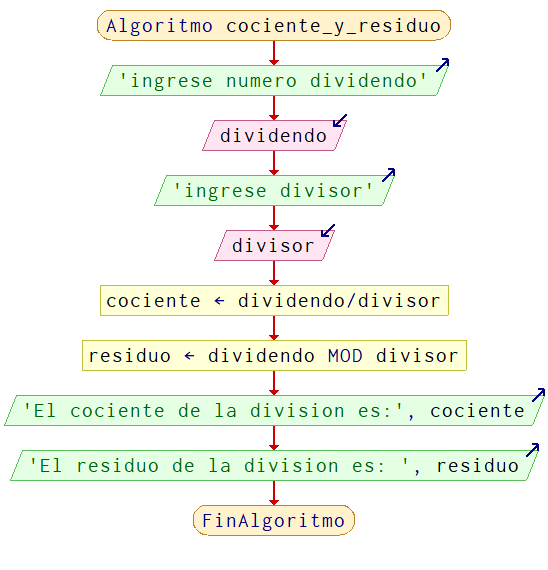 Algoritmo cociente_y_residuo
'ingrese numero dividendo'
dividendo
'ingrese divisor'
divisor
cociente ← dividendo/divisor
residuo ← dividendo MOD divisor
'El cociente de la division es:', cociente
'El residuo de la division es: ', residuo
FinAlgoritmo